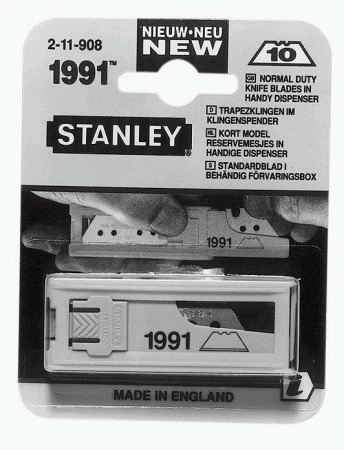 NIEUW•NEU
NEW
2-11-908
1991™
10
GB NORMAL DUTY
KNIFE BLADES IN
HANDY DISPENSER
D TRAPEZKLINGEN IM
KLINGENSPENDER
NL KORT MODEL
RESERVEMESJES IN
HANDIGE DISPENSER
S STANDARDBLAD I
BEHÄNDIG FÖRVARINGSBOX
STANLEY®
1991
STANLEY
1991
i
MADE IN ENGLAND